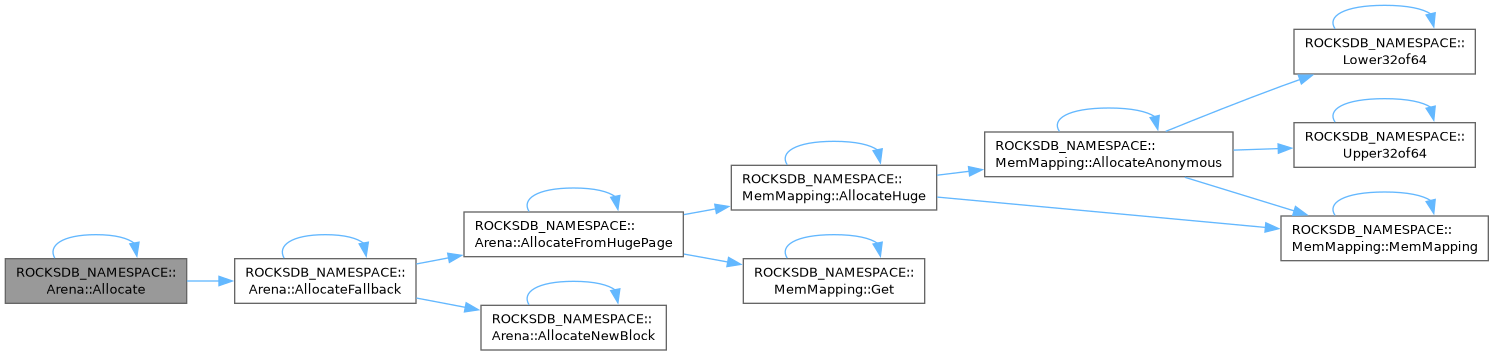 ROCKSDB_NAMESPACE::
Arena::Allocate
ROCKSDB_NAMESPACE::
Arena::AllocateFallback
ROCKSDB_NAMESPACE::
Arena::AllocateFromHugePage
ROCKSDB_NAMESPACE::
Arena::AllocateNewBlock
ROCKSDB_NAMESPACE::
MemMapping::AllocateHuge
ROCKSDB_NAMESPACE::
MemMapping::Get
ROCKSDB_NAMESPACE::
MemMapping::AllocateAnonymous
ROCKSDB_NAMESPACE::
Lower32of64
ROCKSDB_NAMESPACE::
Upper32of64
ROCKSDB_NAMESPACE::
MemMapping::MemMapping